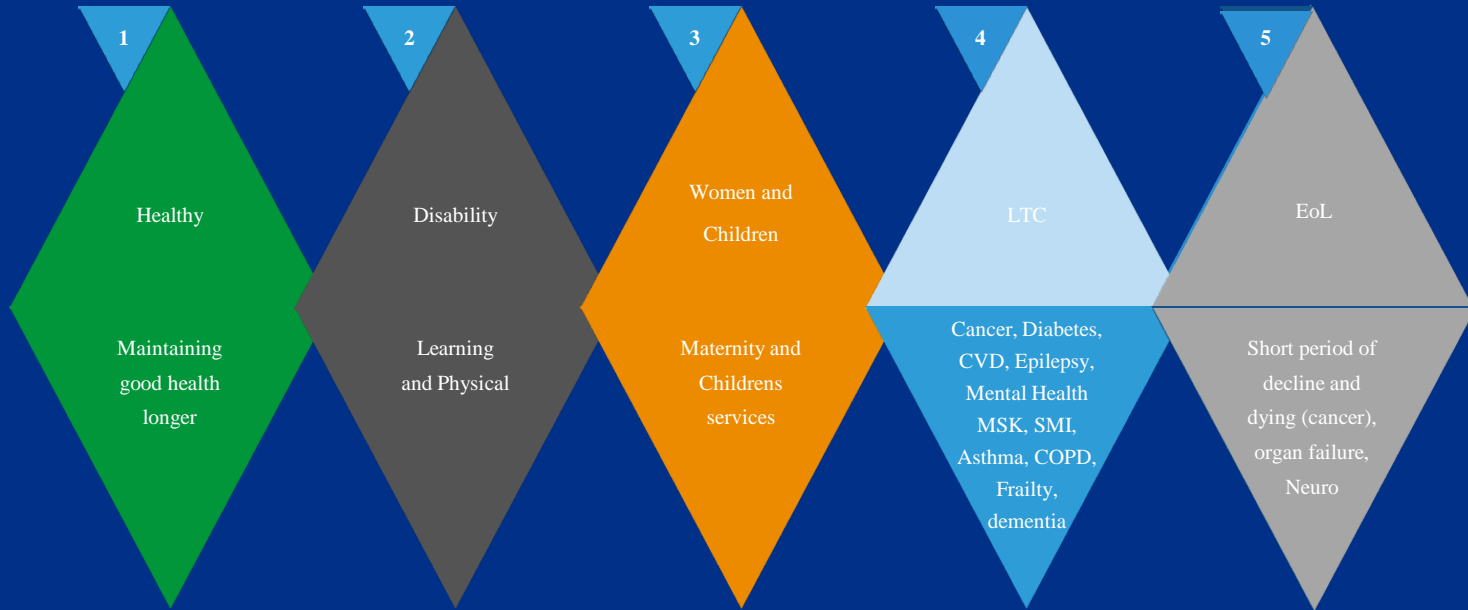 1
Healthy
Maintaining
good health
longer
2
Disability
Learning
and Physical
3
Women and
Children
Maternity and
Childrens
services
4
LTC
Cancer, Diabetes,
CVD, Epilepsy,
Mental Health
MSK, SMI,
Asthma, COPD,
Frailty,
dementia
5
EoL
Short period of
decline and
dying (cancer),
organ failure,
Neuro